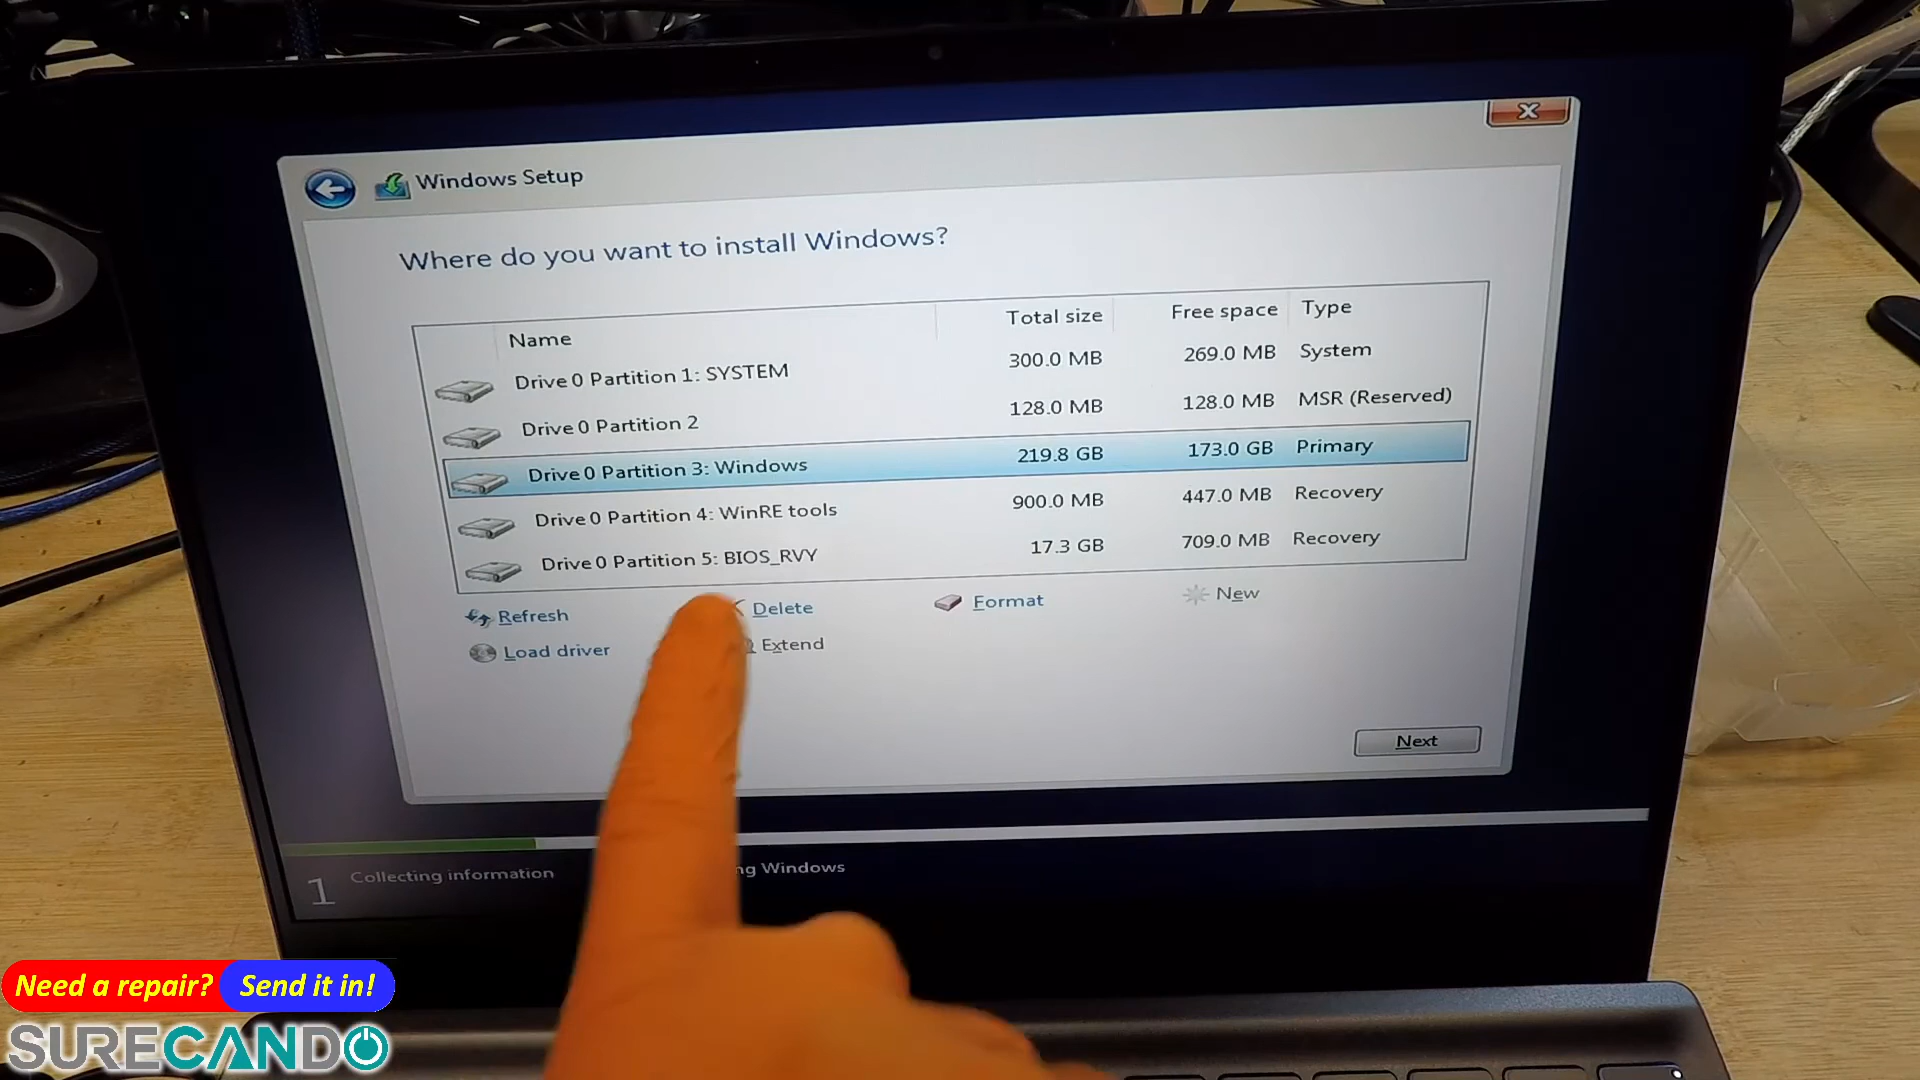 X
Windows Setup
Where do you want to install Windows?
Name Total size Free space Type
Drive 0 Partition 1: SYSTEM 300.0 MB 269.0 MB System
Drive 0 Partition 2 128.0 MB 128.0 MB MSR (Reserved)
Drive 0 Partition 3: Windows 219.8 GB 173.0 GB Primary
Drive 0 Partition 4: WinRE tools 900.0 MB 447.0 MB Recovery
Drive 0 Partition 5: BIOS_RVY 17.3 GB 709.0 MB Recovery
Refresh Delete Format New
Load driver Extend
Next
1 Collecting information ng Windows
Need a repair? Send it in!
SURECANDO